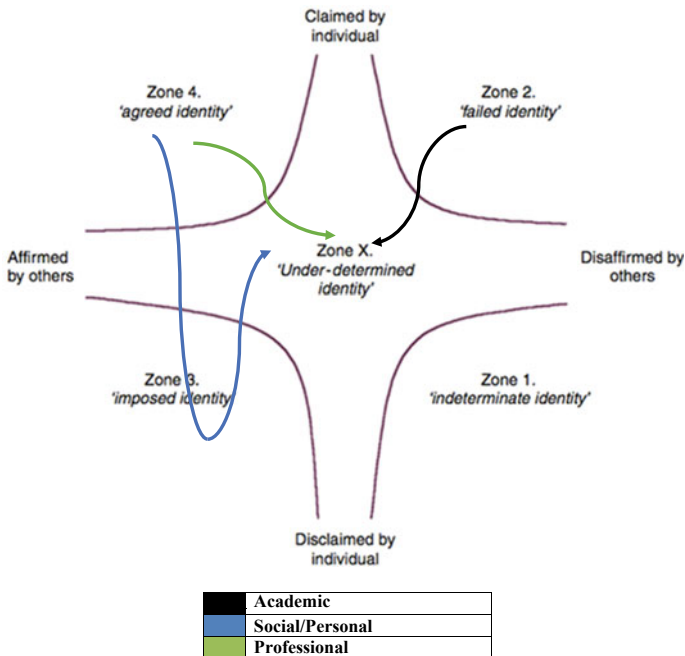 Claimed by
individual
Zone 4.
'agreed identity'
Zone 2.
'failed identity'
Affirmed
by others
Zone X.
'Under-determined
identity'
Disaffirmed by
others
Zone 3.
'imposed identity'
Zone 1.
'indeterminate identity'
Disclaimed by
individual
Academic
Social/Personal
Professional